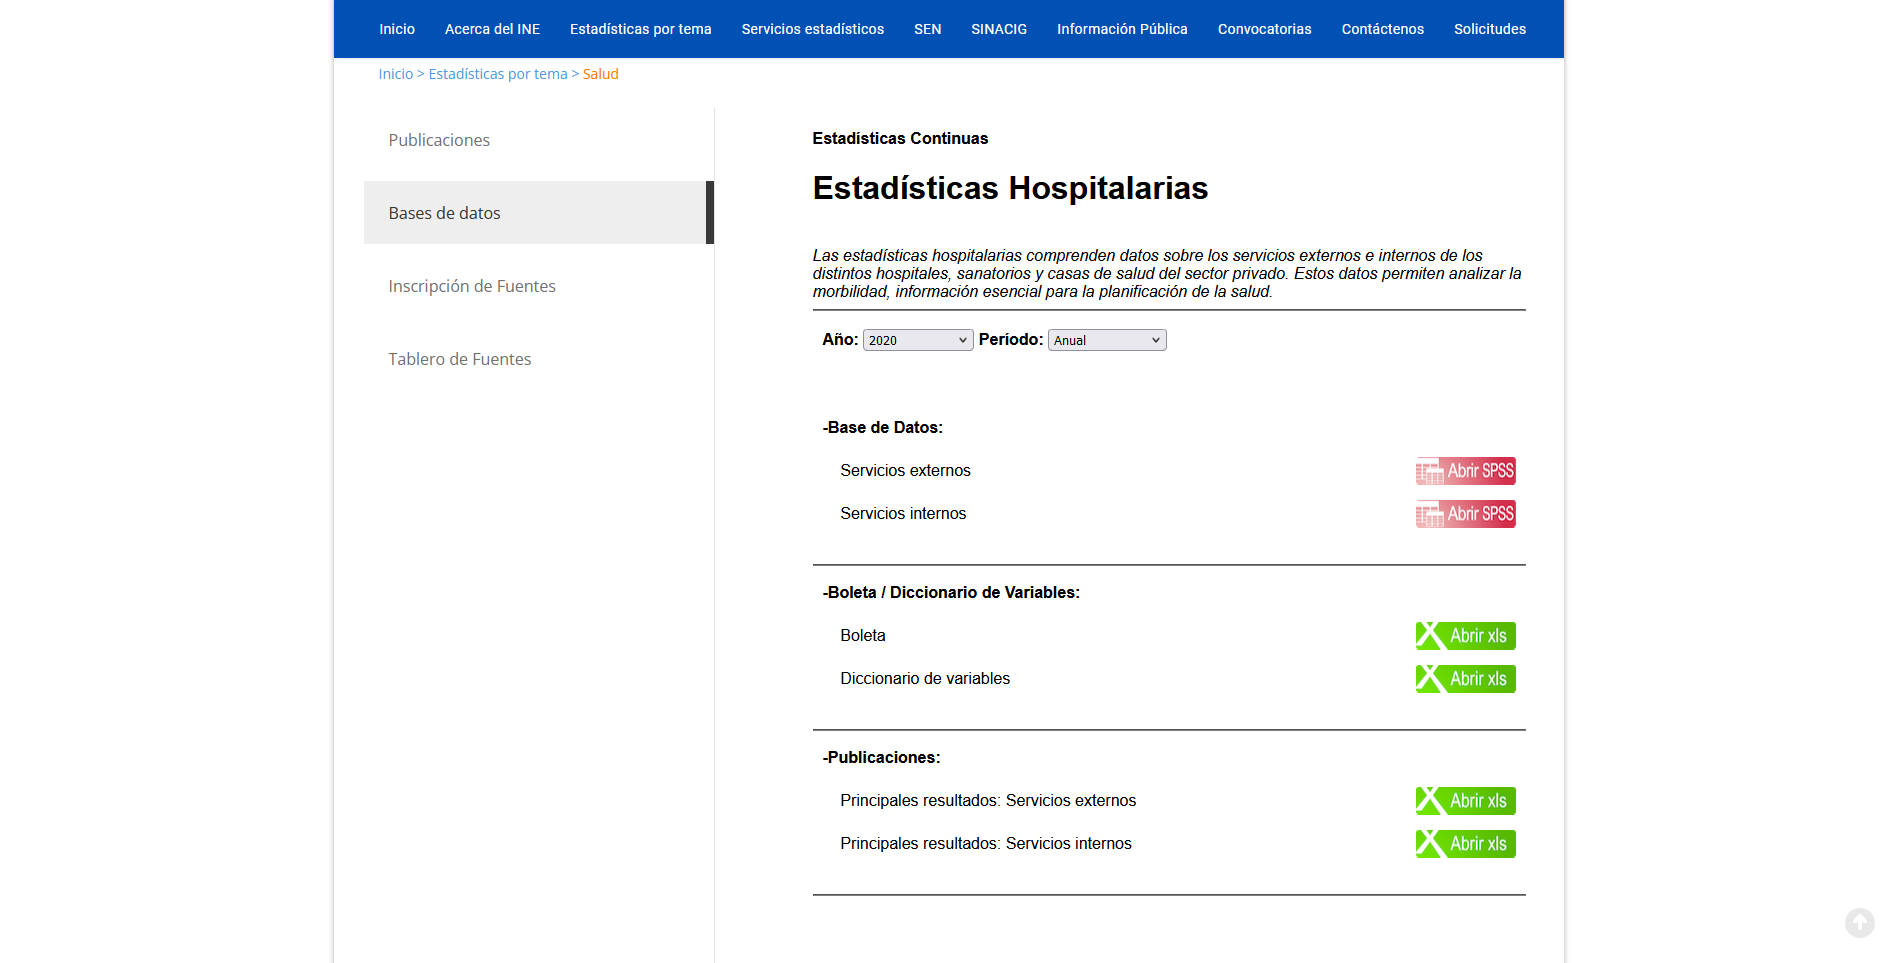 Inicio Acerca del INE Estadísticas por tema Servicios estadísticos SEN SINACIG Información Pública Convocatorias Contáctenos Solicitudes
Inicio > Estadísticas por tema > Salud
Publicaciones
Bases de datos
Inscripción de Fuentes
Tablero de Fuentes
Estadísticas Continuas
Estadísticas Hospitalarias
Las estadísticas hospitalarias comprenden datos sobre los servicios externos e internos de los
distintos hospitales, sanatorios y casas de salud del sector privado. Estos datos permiten analizar la
morbilidad, información esencial para la planificación de la salud.
Año: 2020 Período: Anual
-Base de Datos:
Servicios externos Abrir SPSS
Servicios internos Abrir SPSS
-Boleta / Diccionario de Variables:
Boleta Abrir xls
Diccionario de variables Abrir xls
-Publicaciones:
Principales resultados: Servicios externos Abrir xls
Principales resultados: Servicios internos Abrir xls